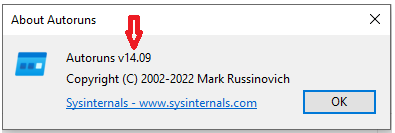 About Autoruns
Autoruns v14.09
Copyright (C) 2002-2022 Mark Russinovich
Sysinternals - www.sysinternals.com
OK